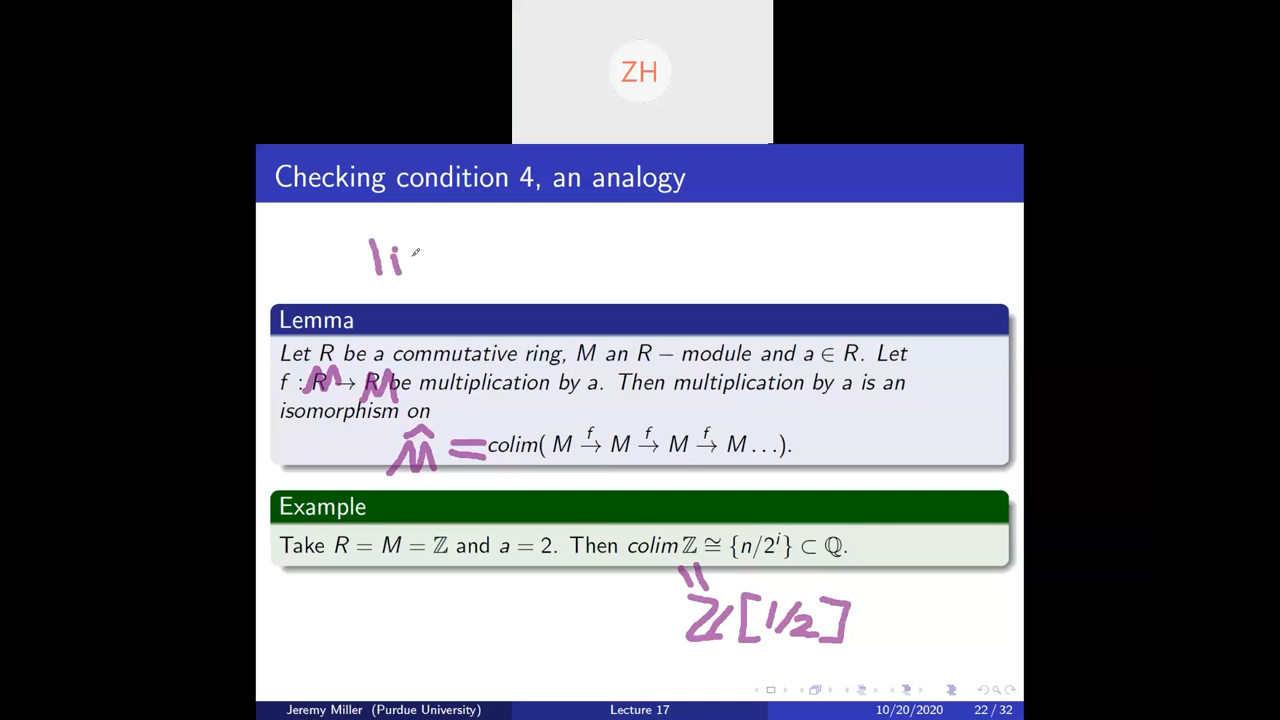 ZH
Checking condition 4, an analogy
li
Lemma
Let R be a commutative ring, M an R − module and a ∈ R. Let
f : R → R be multiplication by a. Then multiplication by a is an
M M
isomorphism on
M̂ = colim( M →^f M →^f M →^f M . . .).
Example
Take R = M = ℤ and a = 2. Then colim ℤ ≅ {n/2^i} ⊂ ℚ.
"
ℤ[1/2]
Jeremy Miller (Purdue University) Lecture 17 10/20/2020 22 / 32